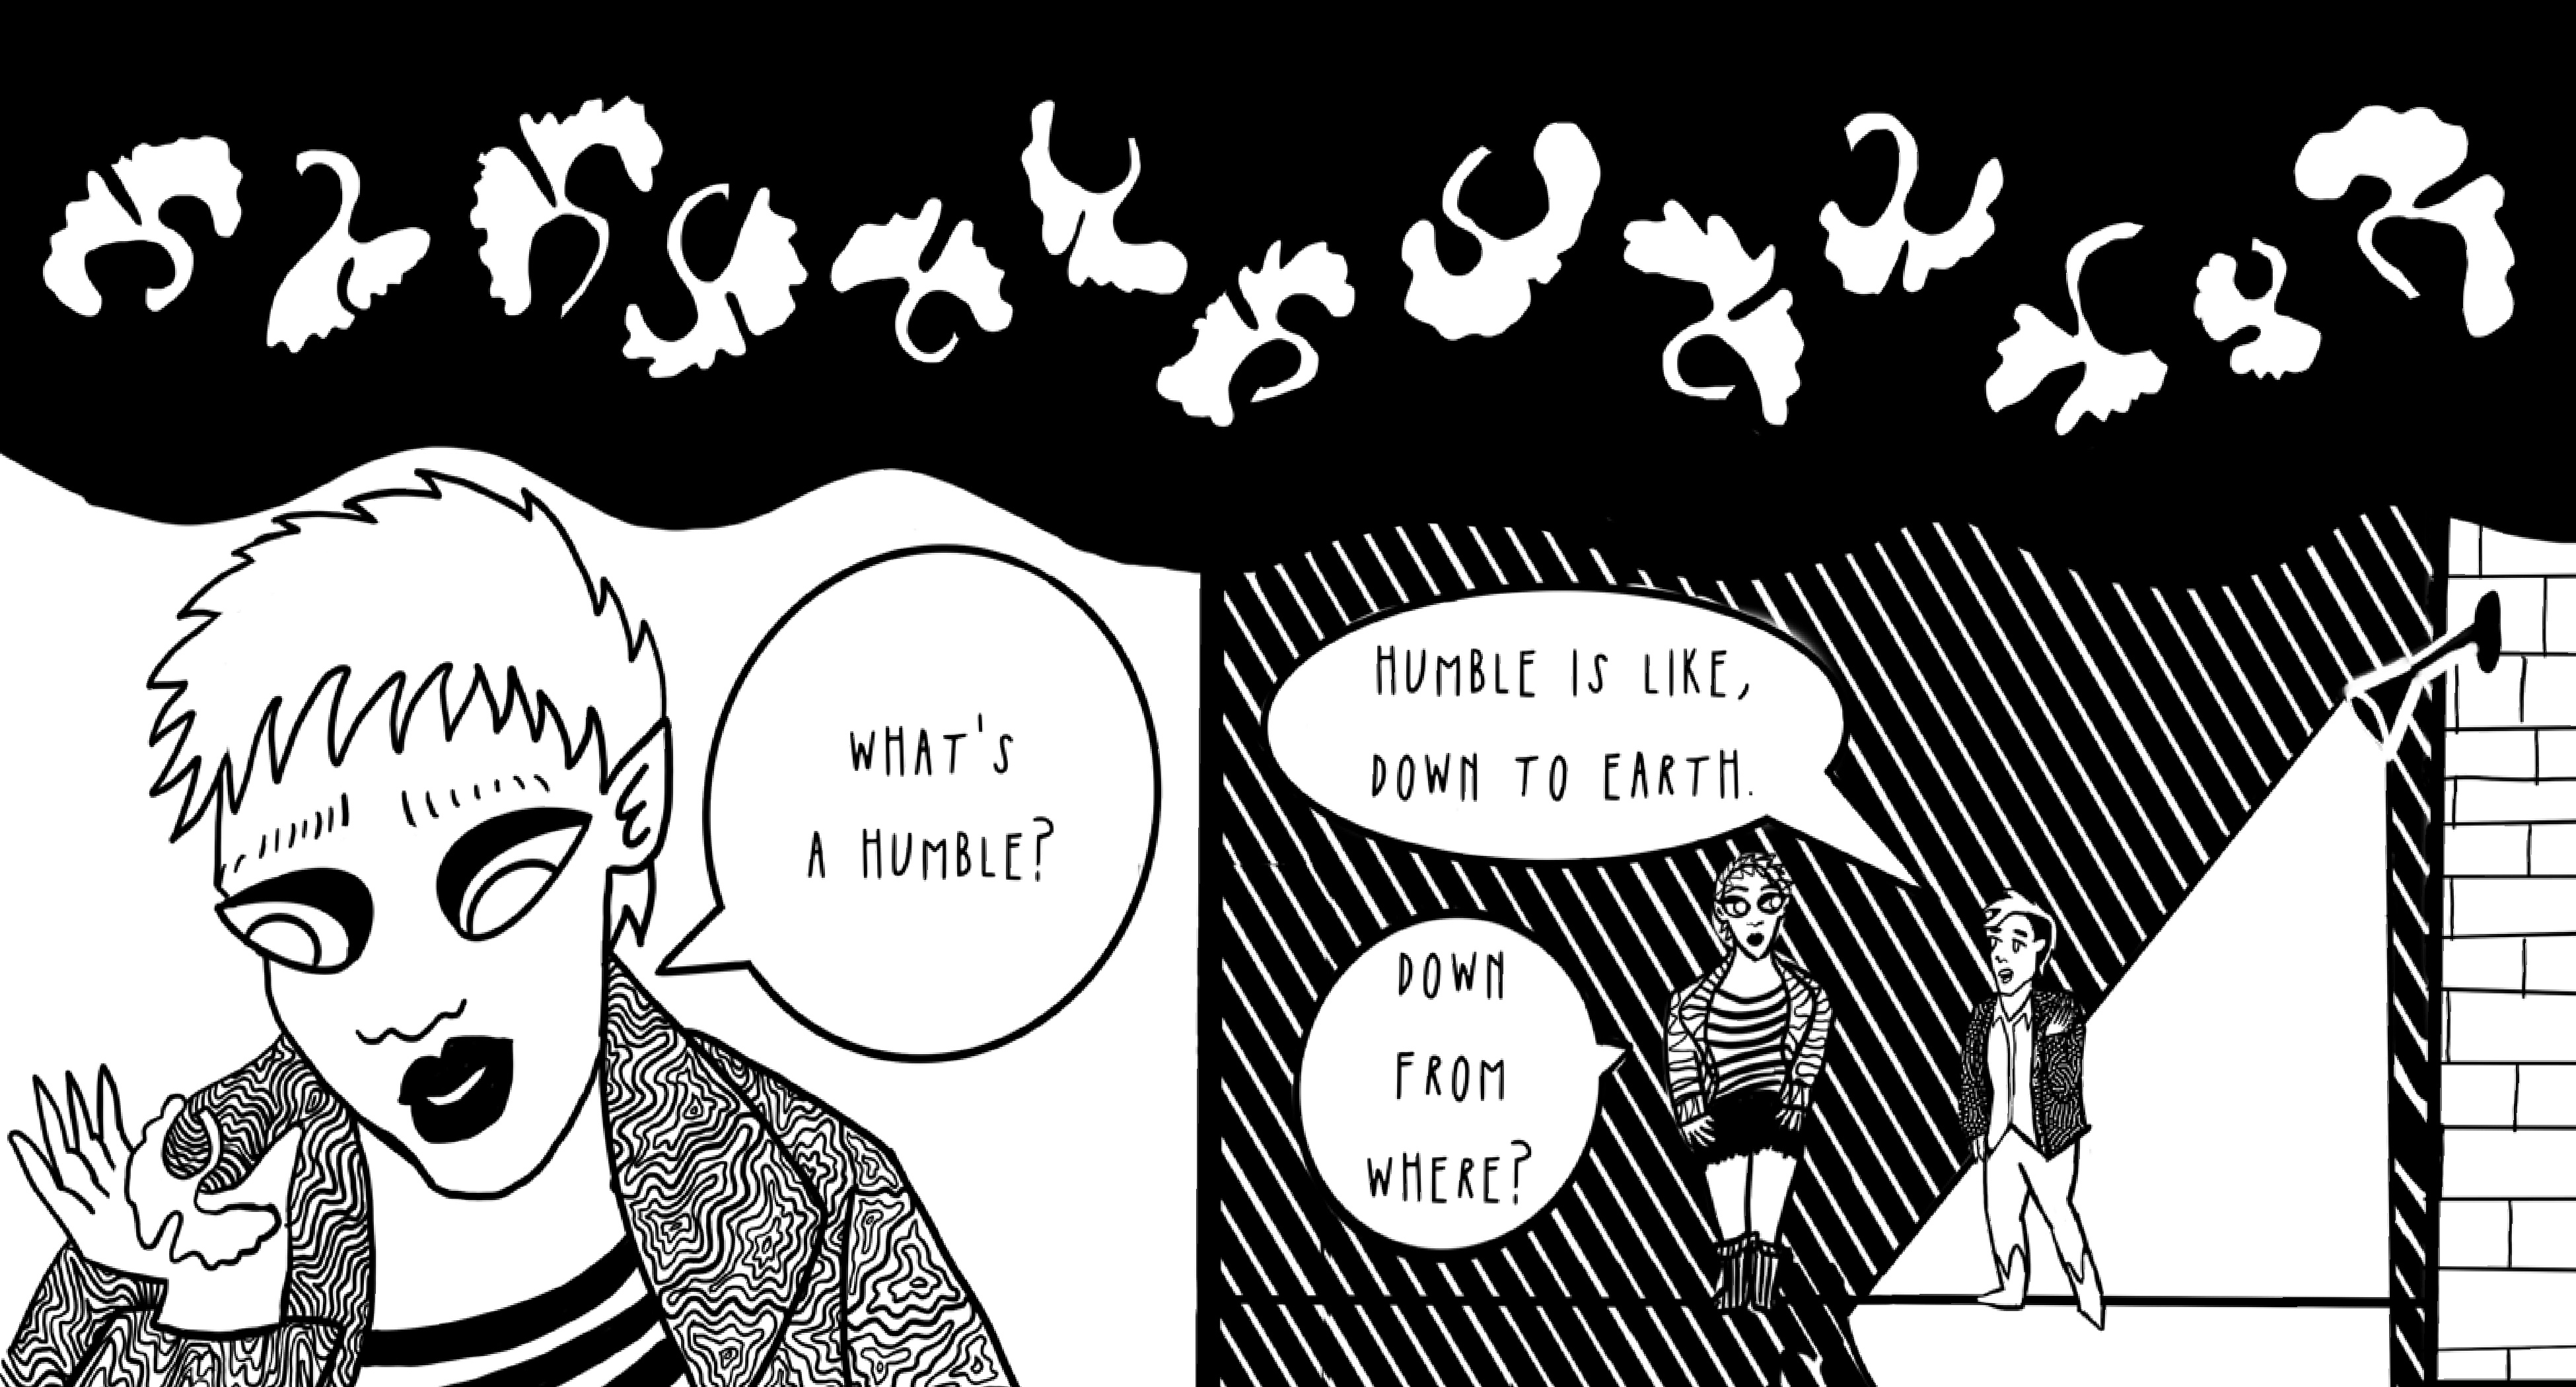 WHAT'S
A HUMBLE?
HUMBLE IS LIKE,
DOWN TO EARTH.
DOWN
FROM
WHERE?